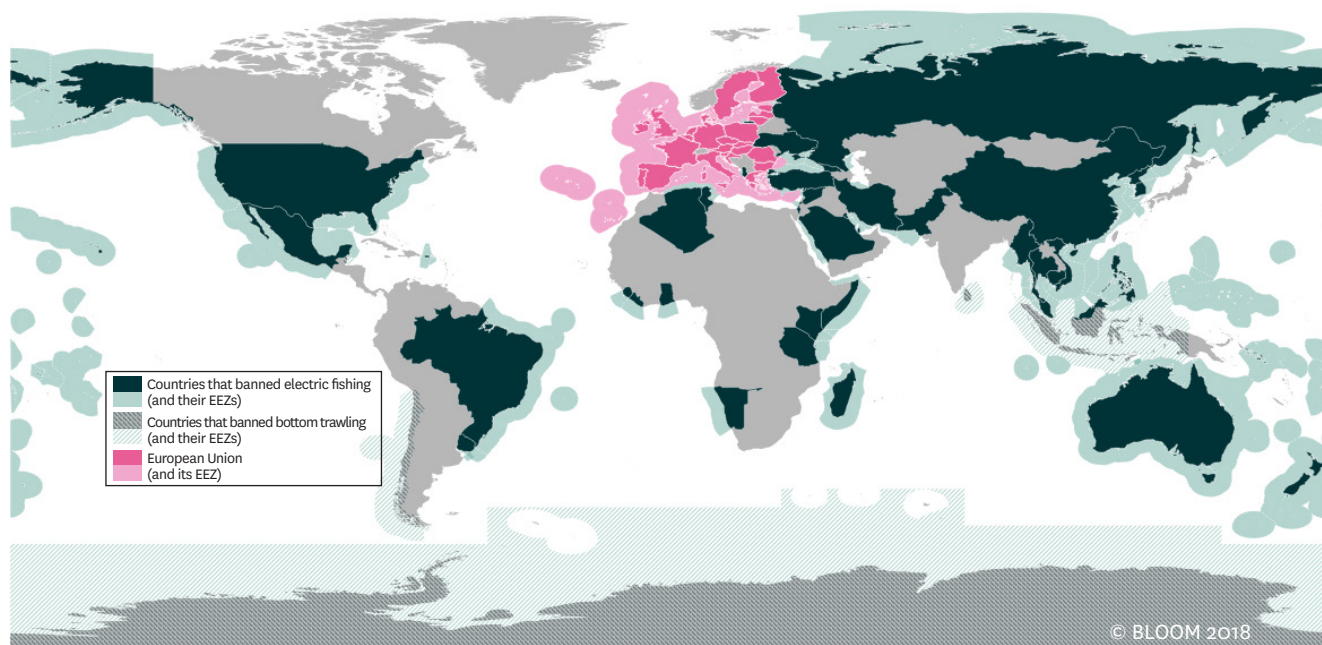 Countries that banned electric fishing
(and their EEZs)
Countries that banned bottom trawling
(and their EEZs)
European Union
(and its EEZ)
© BLOOM 2018